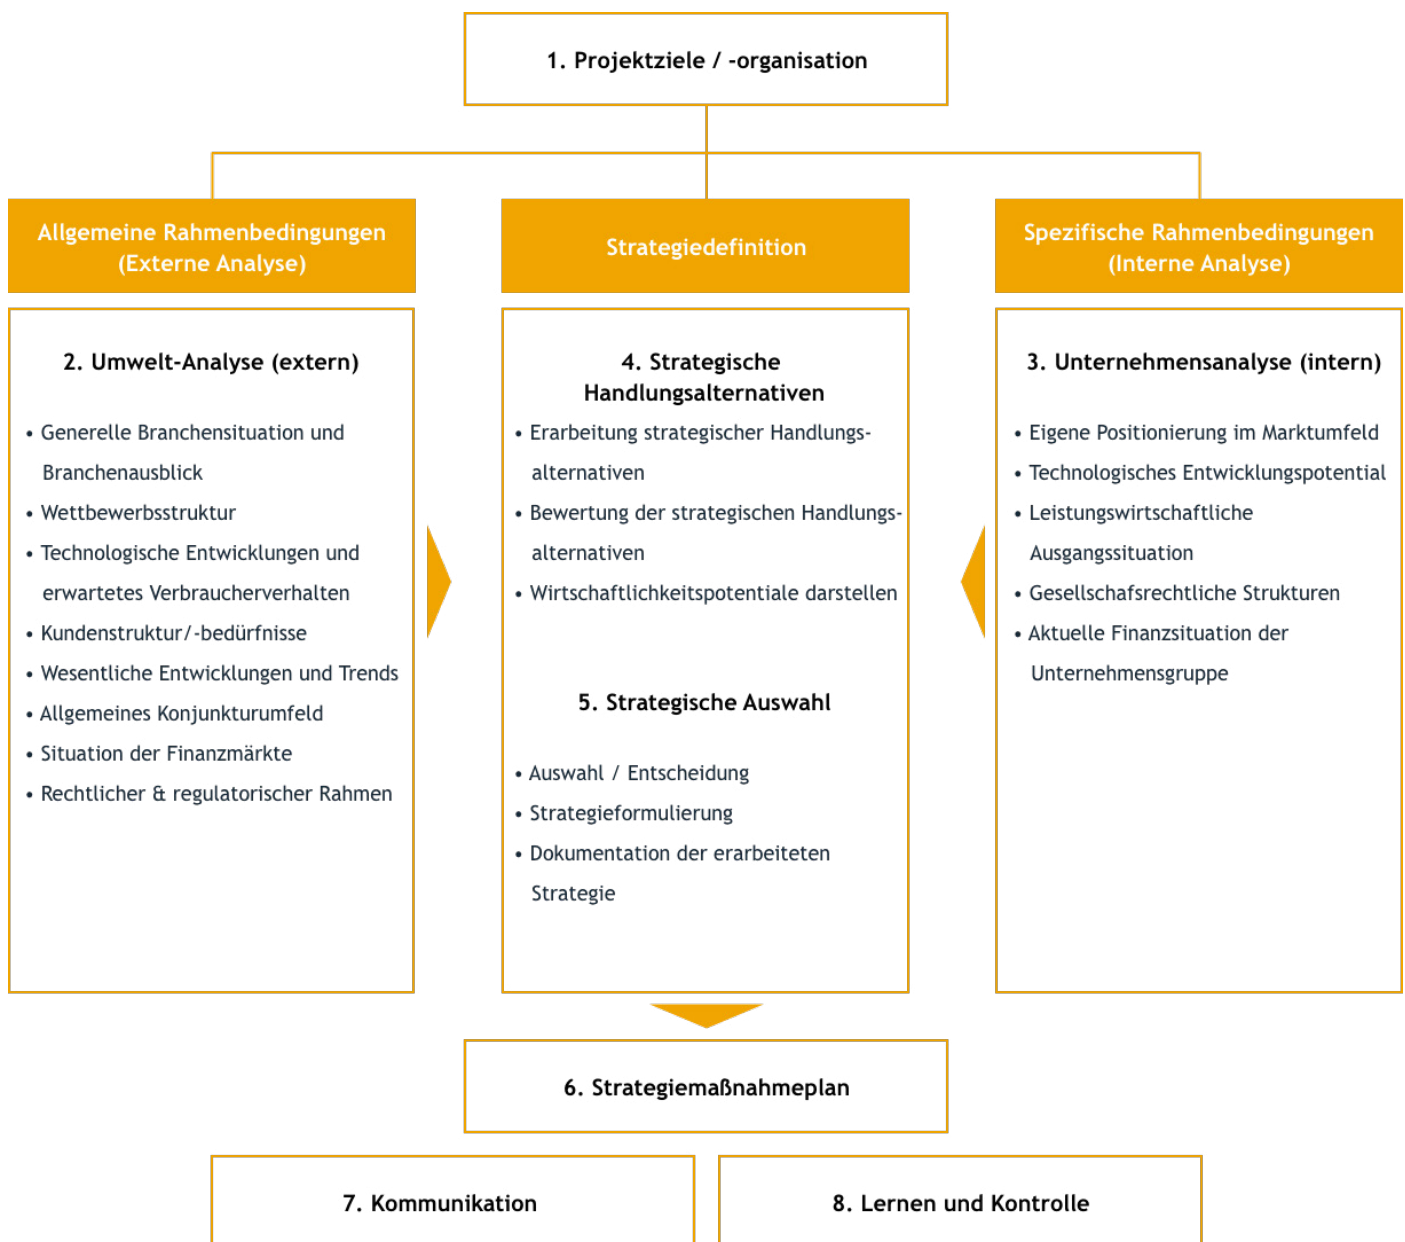 1. Projektziele / -organisation
Allgemeine Rahmenbedingungen
(Externe Analyse)
Strategiedefinition
Spezifische Rahmenbedingungen
(Interne Analyse)
2. Umwelt-Analyse (extern)
• Generelle Branchensituation und
Branchenausblick
• Wettbewerbsstruktur
• Technologische Entwicklungen und
erwartetes Verbraucherverhalten
• Kundenstruktur/-bedürfnisse
• Wesentliche Entwicklungen und Trends
• Allgemeines Konjunkturumfeld
• Situation der Finanzmärkte
• Rechtlicher & regulatorischer Rahmen
4. Strategische
Handlungsalternativen
• Erarbeitung strategischer Handlungs-
alternativen
• Bewertung der strategischen Handlungs-
alternativen
• Wirtschaftlichkeitspotentiale darstellen
5. Strategische Auswahl
• Auswahl / Entscheidung
• Strategieformulierung
• Dokumentation der erarbeiteten
Strategie
3. Unternehmensanalyse (intern)
• Eigene Positionierung im Marktumfeld
• Technologisches Entwicklungspotential
• Leistungswirtschaftliche
Ausgangssituation
• Gesellschafsrechtliche Strukturen
• Aktuelle Finanzsituation der
Unternehmensgruppe
6. Strategiemaßnahmeplan
7. Kommunikation
8. Lernen und Kontrolle